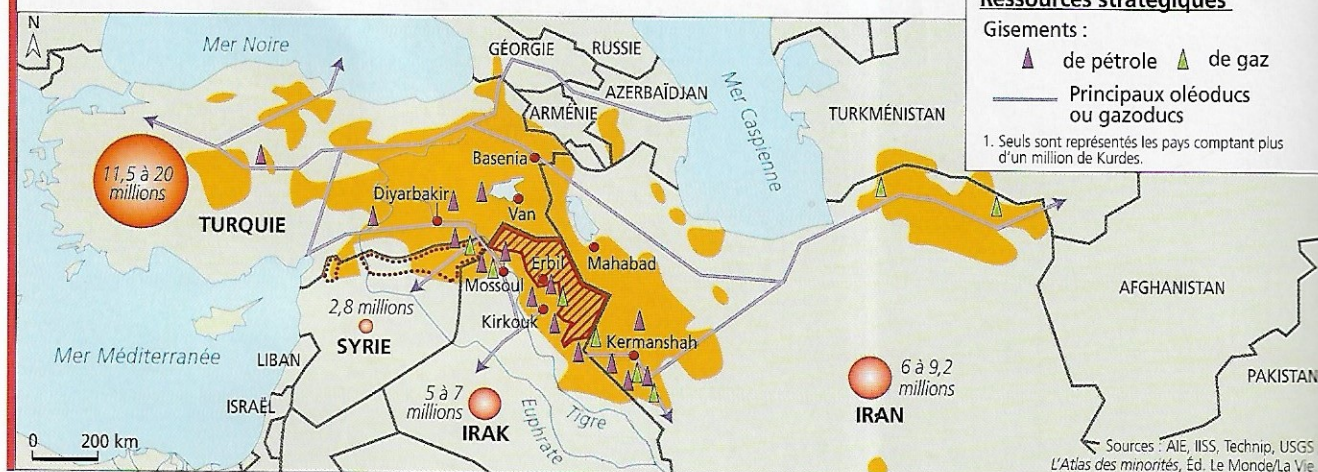 Ressources stratégiques
Gisements :
de pétrole de gaz
Principaux oléoducs
ou gazoducs
1. Seuls sont représentés les pays comptant plus
d'un million de Kurdes.
N
Mer Noire
GÉORGIE
RUSSIE
ARMÉNIE
AZERBAÏDJAN
Mer Caspienne
TURKMÉNISTAN
11,5 à 20
millions
TURQUIE
Basenia
Diyarbakir
Van
Mossoul
Erbil
Mahabad
Kirkouk
Kermanshah
2,8 millions
SYRIE
Mer Méditerranée
LIBAN
ISRAËL
5 à 7
millions
IRAK
Euphrate
Tigre
6 à 9,2
millions
IRAN
AFGHANISTAN
PAKISTAN
0 200 km
Sources : AIE, IISS, Technip, USGS
L'Atlas des minorités, Éd. Le Monde/La Vie